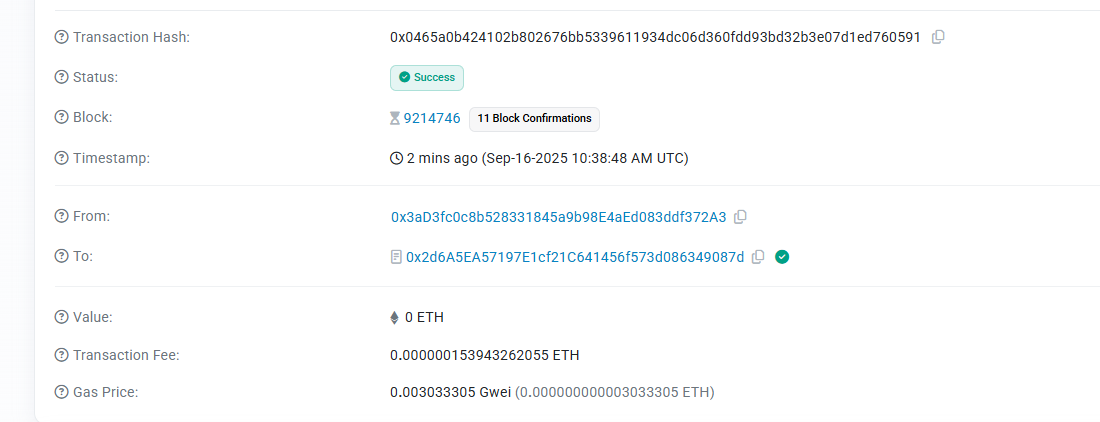 Transaction Hash: 0x0465a0b424102b802676bb5339611934dc06d360fdd93bd32b3e07d1ed760591
Status: Success
Block: 9214746 11 Block Confirmations
Timestamp: 2 mins ago (Sep-16-2025 10:38:48 AM UTC)
From: 0x3aD3fc0c8b528331845a9b98E4aEd083ddf372A3
To: 0x2d6A5EA57197E1cf21C641456f573d086349087d
Value: 0 ETH
Transaction Fee: 0.000000153943262055 ETH
Gas Price: 0.003033305 Gwei (0.000000000003033305 ETH)